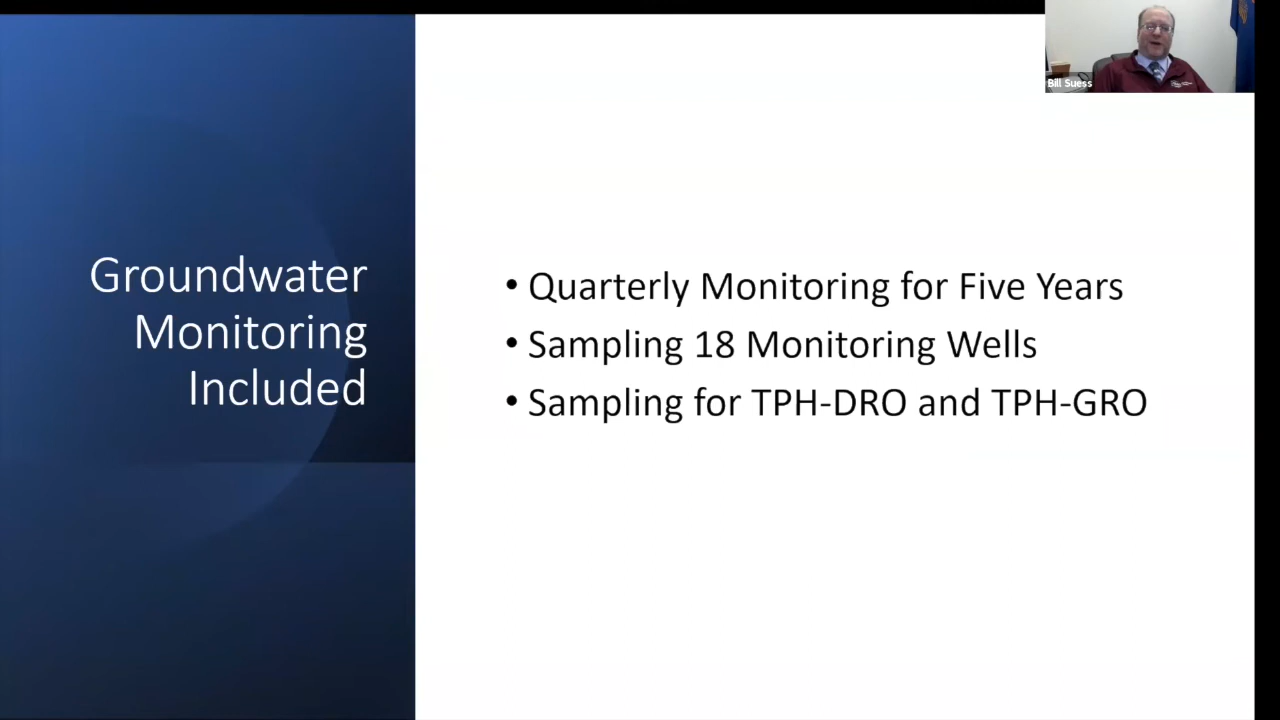 Bill Suess
Groundwater
Monitoring
Included
• Quarterly Monitoring for Five Years
• Sampling 18 Monitoring Wells
• Sampling for TPH-DRO and TPH-GRO